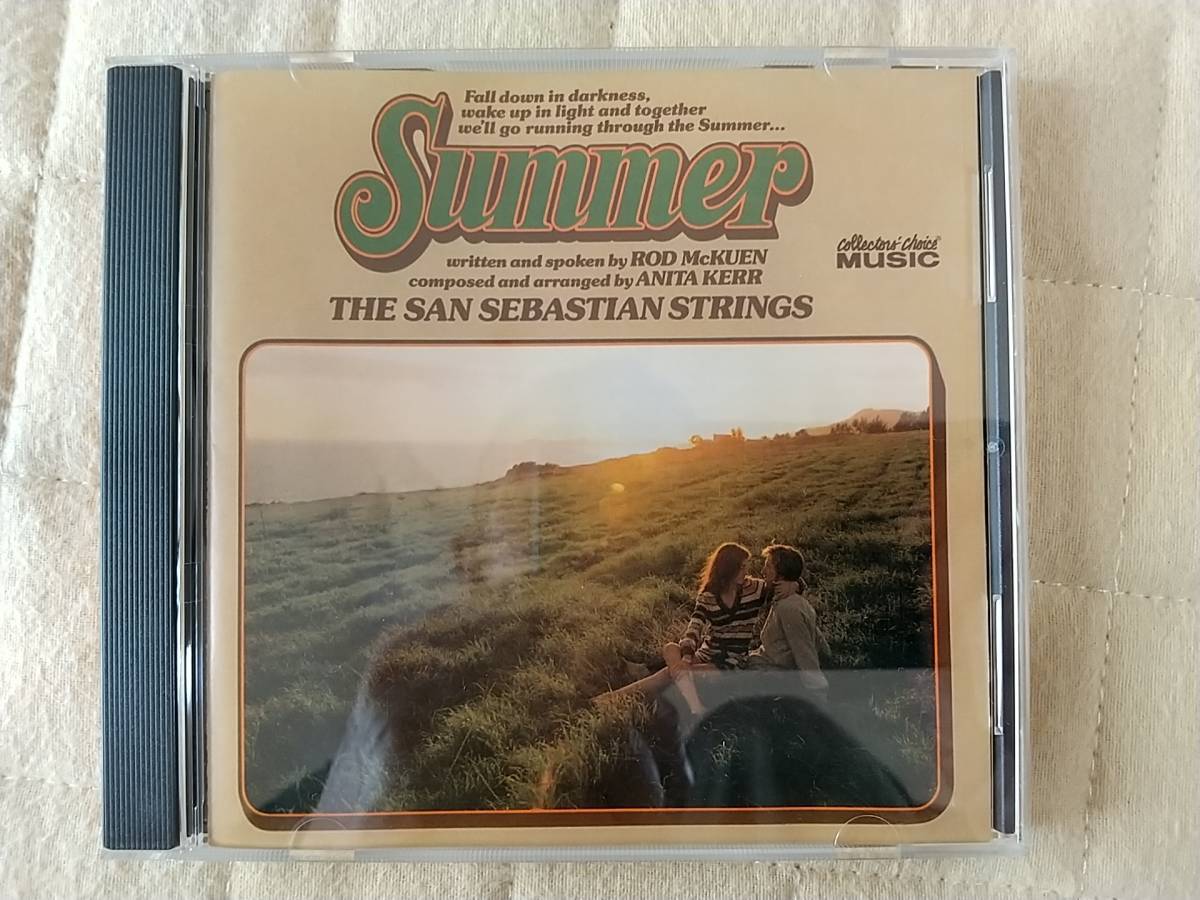 Fall down in darkness,
wake up in light and together
we'll go running through the Summer...
Summer
written and spoken by ROD McKUEN
composed and arranged by ANITA KERR
THE SAN SEBASTIAN STRINGS
Collectors' Choice
MUSIC